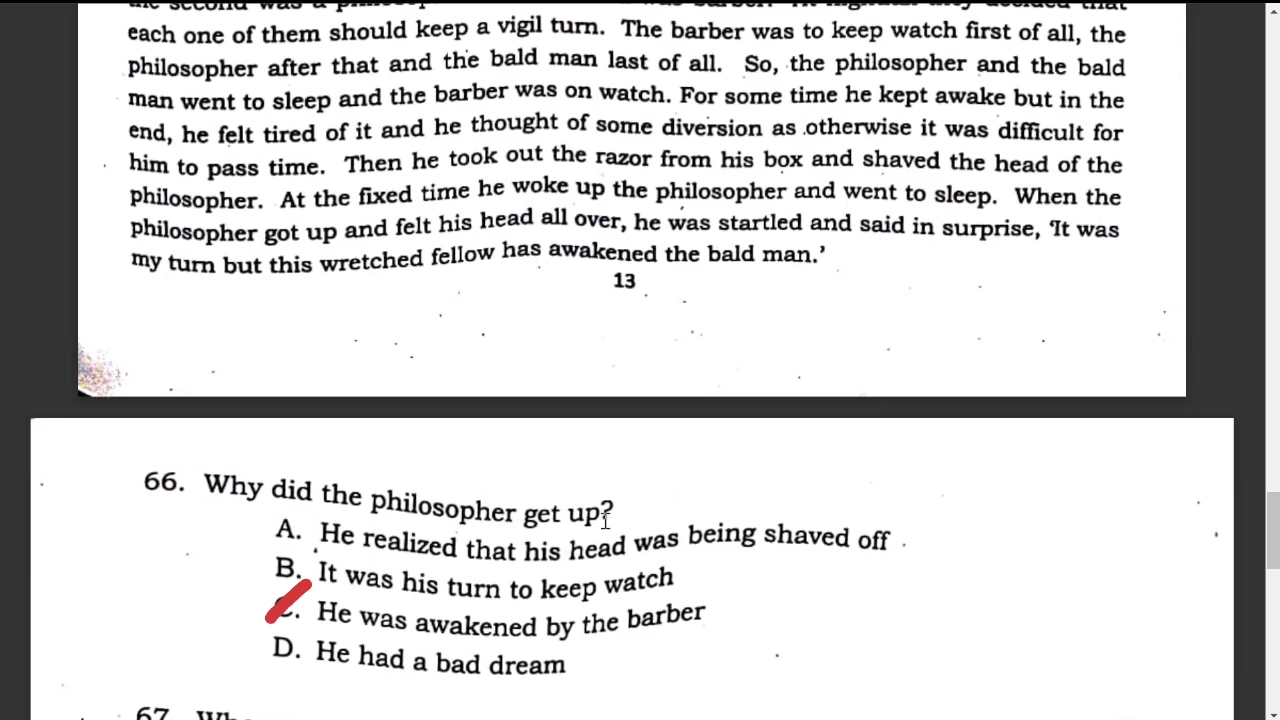 the second was a
each one of them should keep a vigil turn. The barber was to keep watch first of all, the
philosopher after that and the bald man last of all. So, the philosopher and the bald
man went to sleep and the barber was on watch. For some time he kept awake but in the
end, he felt tired of it and he thought of some diversion as otherwise it was difficult for
him to pass time. Then he took out the razor from his box and shaved the head of the
philosopher. At the fixed time he woke up the philosopher and went to sleep. When the
philosopher got up and felt his head all over, he was startled and said in surprise, 'It was
my turn but this wretched fellow has awakened the bald man.'
13
66. Why did the philosopher get up?
A. He realized that his head was being shaved off
B. It was his turn to keep watch
C. He was awakened by the barber
D. He had a bad dream
67.